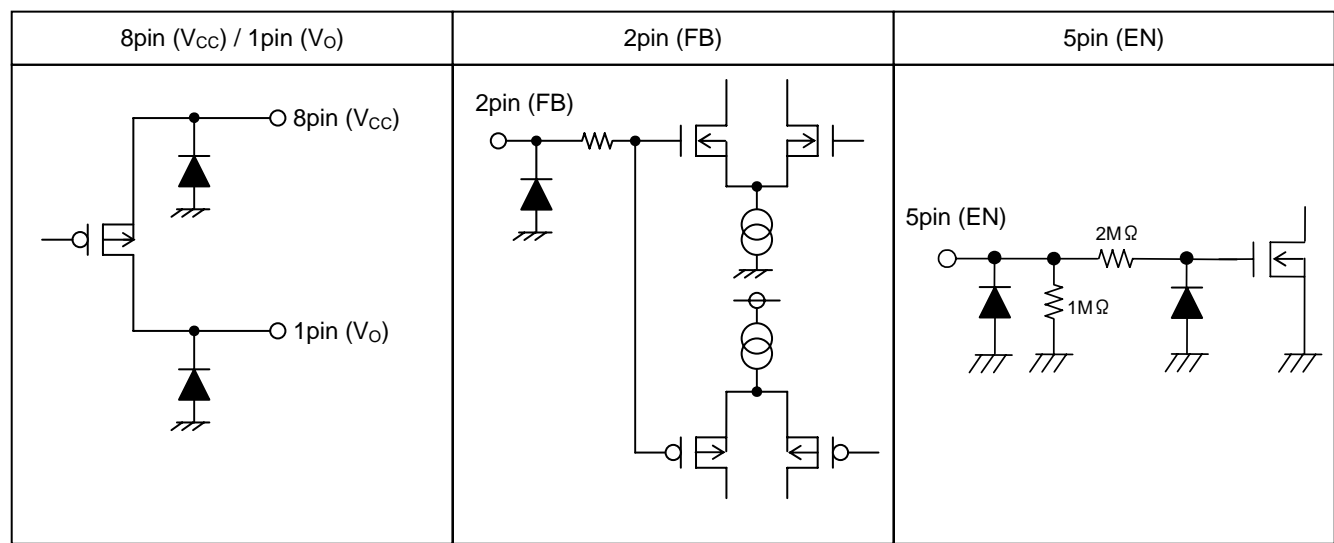 8pin (VCC) / 1pin (VO)
2pin (FB)
5pin (EN)
8pin (VCC)
1pin (VO)
2pin (FB)
5pin (EN)
2MΩ
1MΩ